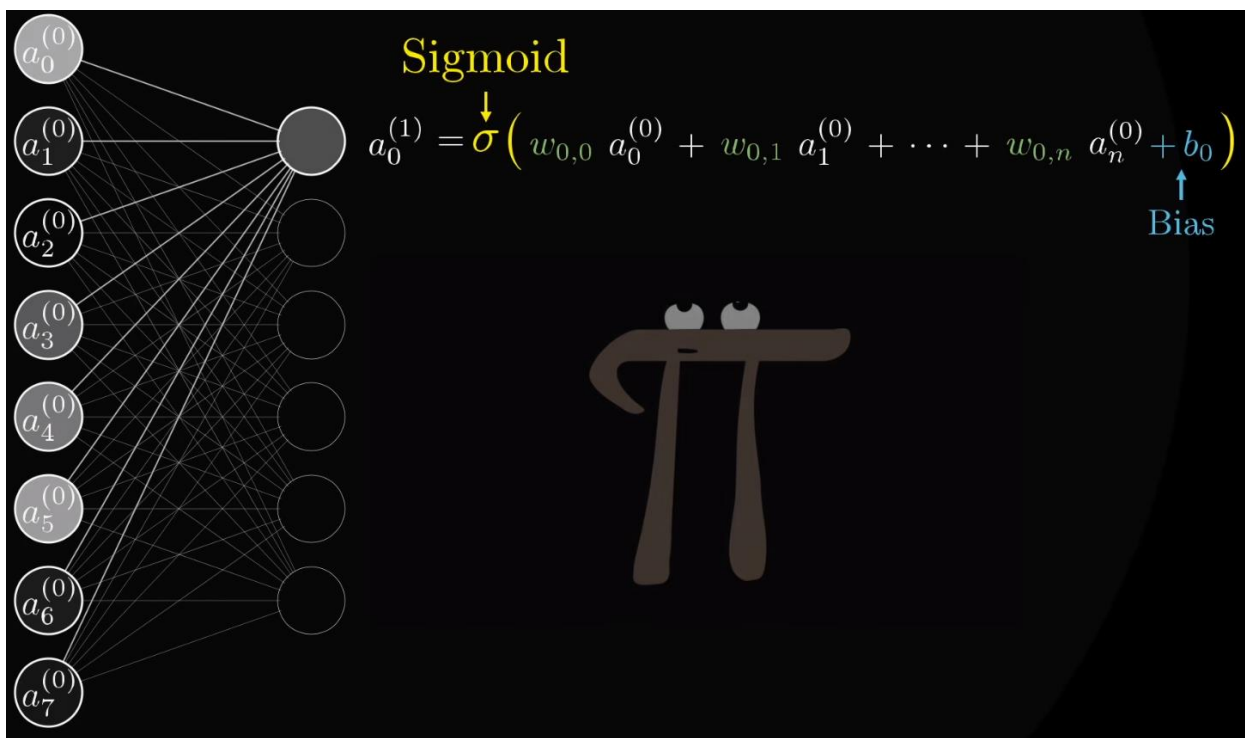 Sigmoid
a_0^{(1)} = σ( w_{0,0} a_0^{(0)} + w_{0,1} a_1^{(0)} + ⋯ + w_{0,n} a_n^{(0)} + b_0 )
Bias
a_0^{(0)}
a_1^{(0)}
a_2^{(0)}
a_3^{(0)}
a_4^{(0)}
a_5^{(0)}
a_6^{(0)}
a_7^{(0)}